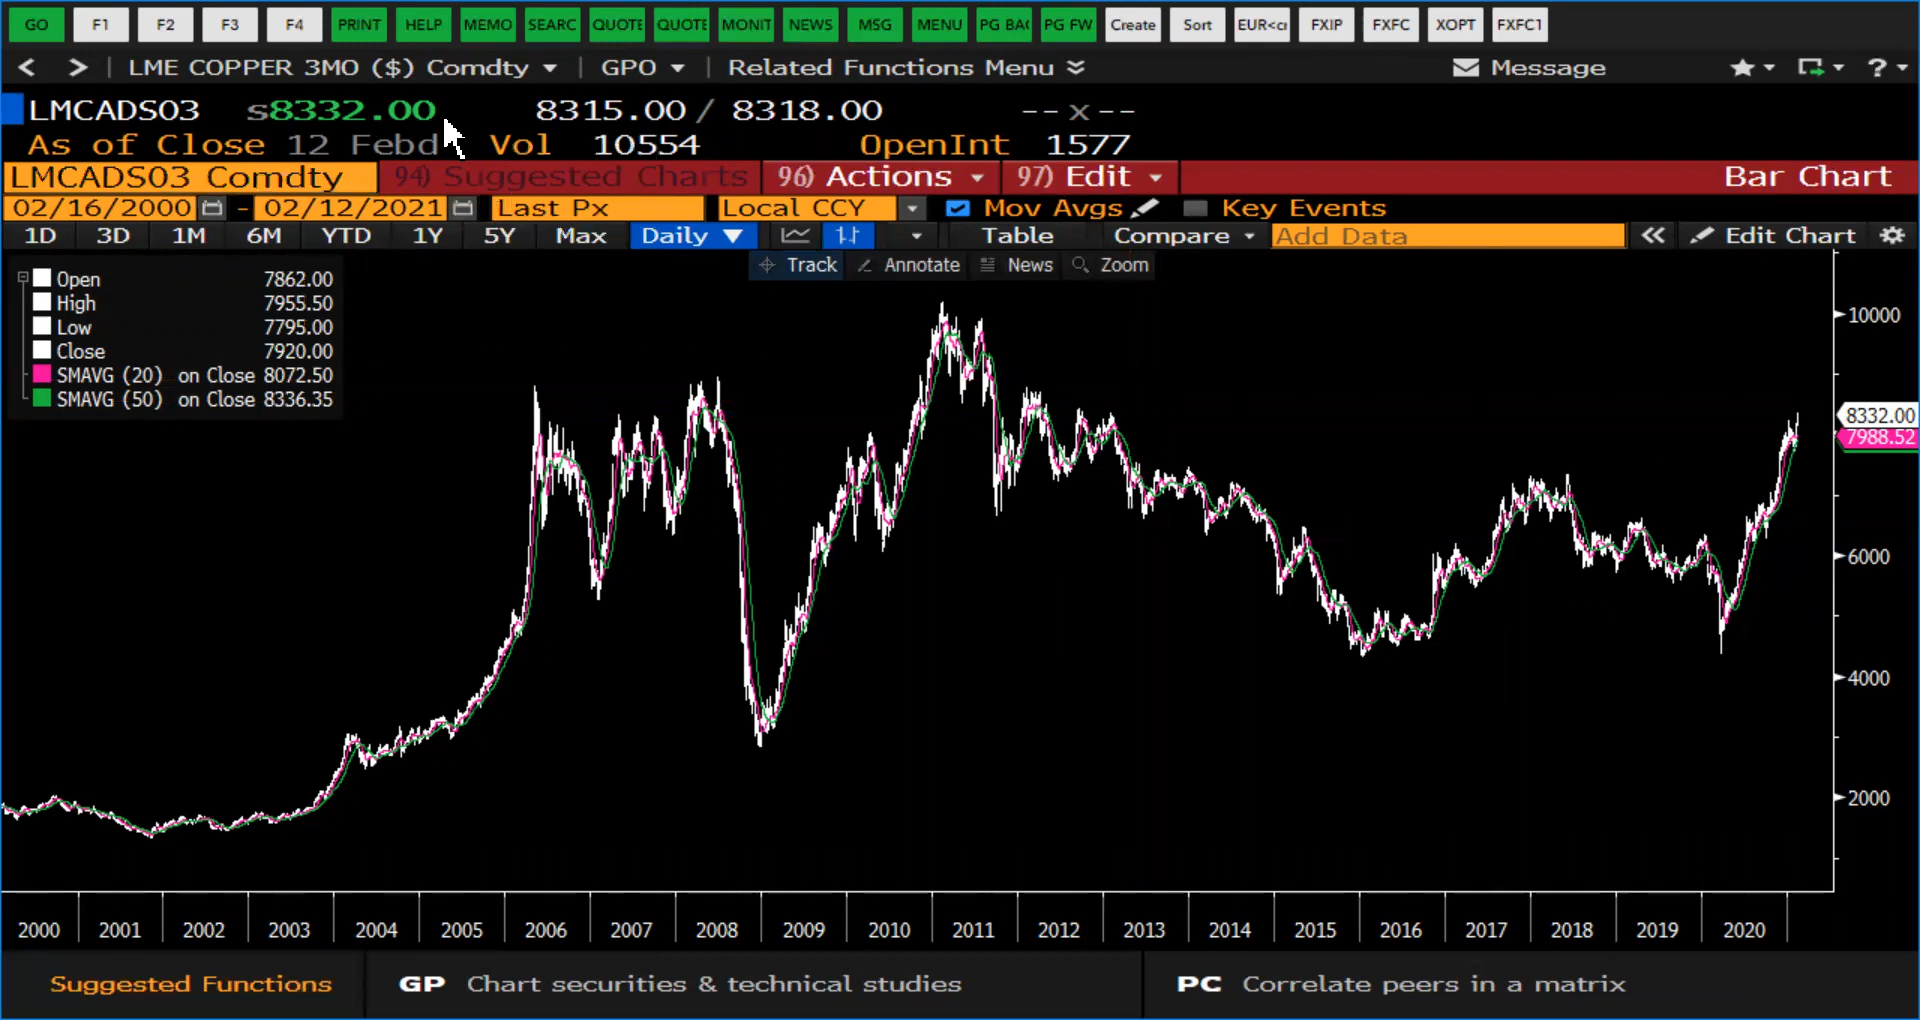 GO F1 F2 F3 F4 PRINT HELP MEMO SEARC QUOTE QUOTE MONIT NEWS MSG MENU PG BA PG FW Create Sort EUR<cr FXIP FXFC XOPT FXFC1
LME COPPER 3MO ($) Comdty GPO Related Functions Menu Message ?
LMCADS03 s8332.00 8315.00 / 8318.00 -- x --
As of Close 12 Febd Vol 10554 OpenInt 1577
LMCADS03 Comdty 94) Suggested Charts 96) Actions 97) Edit Bar Chart
02/16/2000 - 02/12/2021 Last Px Local CCY Mov Avgs Key Events
1D 3D 1M 6M YTD 1Y 5Y Max Daily Table Compare Add Data « Edit Chart
Track Annotate News Zoom
Open 7862.00
High 7955.50
Low 7795.00
Close 7920.00
SMAVG (20) on Close 8072.50
SMAVG (50) on Close 8336.35
10000
8332.00
7988.52
6000
4000
2000
2000 2001 2002 2003 2004 2005 2006 2007 2008 2009 2010 2011 2012 2013 2014 2015 2016 2017 2018 2019 2020
Suggested Functions GP Chart securities & technical studies PC Correlate peers in a matrix